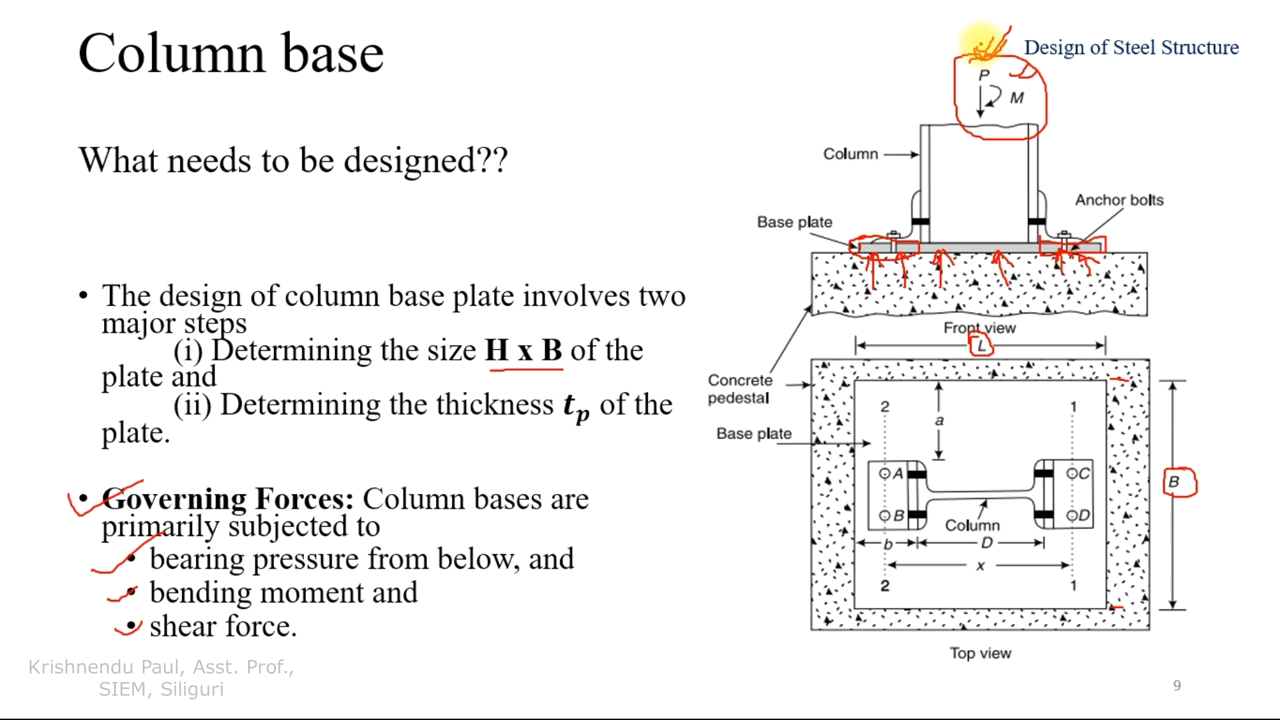 Column base
Design of Steel Structure
What needs to be designed??
• The design of column base plate involves two
major steps
(i) Determining the size H x B of the
plate and
(ii) Determining the thickness tₚ of the
plate.
• Governing Forces: Column bases are
primarily subjected to
• bearing pressure from below, and
• bending moment and
• shear force.
Krishnendu Paul, Asst. Prof.,
SIEM, Siliguri
P
M
Column
Anchor bolts
Base plate
Front view
L
Concrete
pedestal
2 1
a
Base plate
A C
B D
Column
B
b D
x
2 1
Top view
9